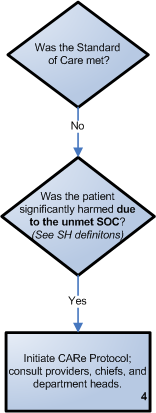 Was the Standard
of Care met?
No
Was the patient
significantly harmed due
to the unmet SOC?
(See SH definitons)
Yes
Initiate CARe Protocol;
consult providers, chiefs, and
department heads.
4